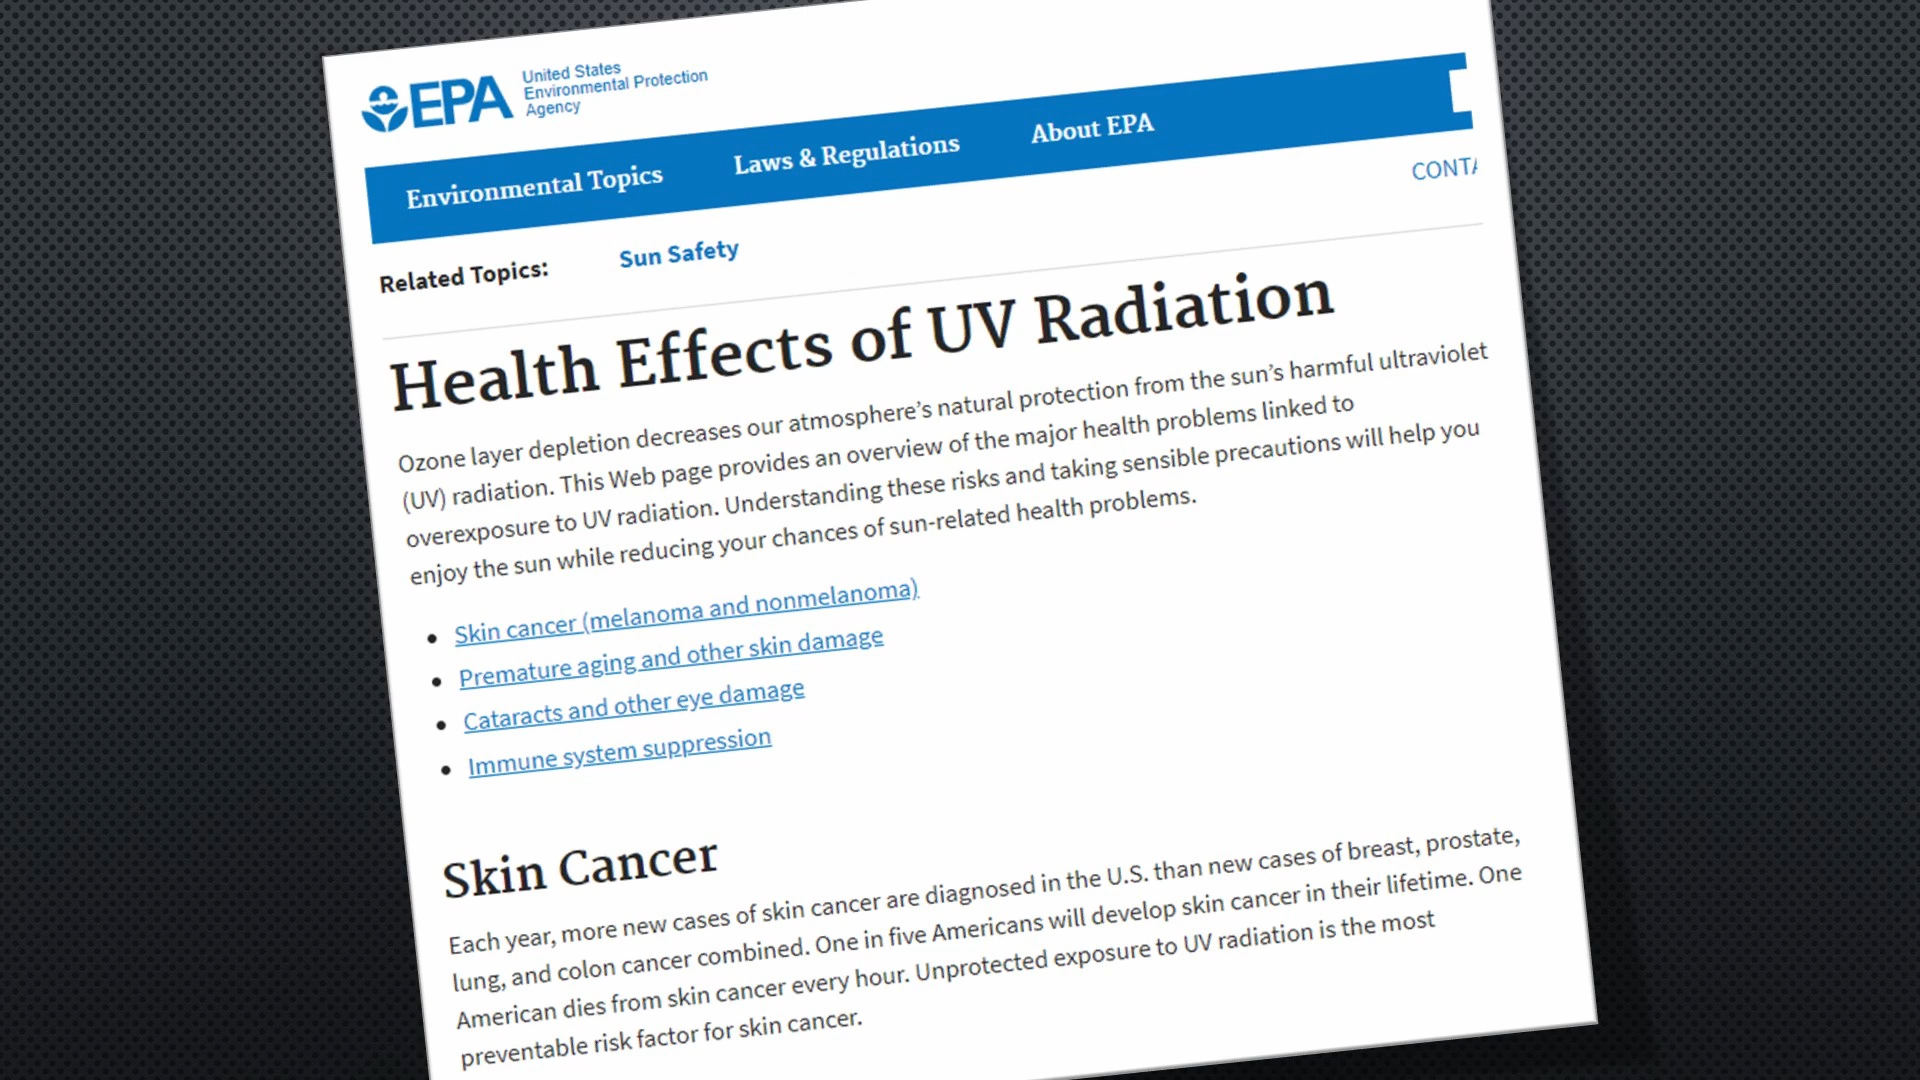 EPA
United States
Environmental Protection
Agency
Environmental Topics
Laws & Regulations
About EPA
CONTA
Related Topics:
Sun Safety
Health Effects of UV Radiation
Ozone layer depletion decreases our atmosphere’s natural protection from the sun’s harmful ultraviolet
(UV) radiation. This Web page provides an overview of the major health problems linked to
overexposure to UV radiation. Understanding these risks and taking sensible precautions will help you
enjoy the sun while reducing your chances of sun-related health problems.
• Skin cancer (melanoma and nonmelanoma)
• Premature aging and other skin damage
• Cataracts and other eye damage
• Immune system suppression
Skin Cancer
Each year, more new cases of skin cancer are diagnosed in the U.S. than new cases of breast, prostate,
lung, and colon cancer combined. One in five Americans will develop skin cancer in their lifetime. One
American dies from skin cancer every hour. Unprotected exposure to UV radiation is the most
preventable risk factor for skin cancer.